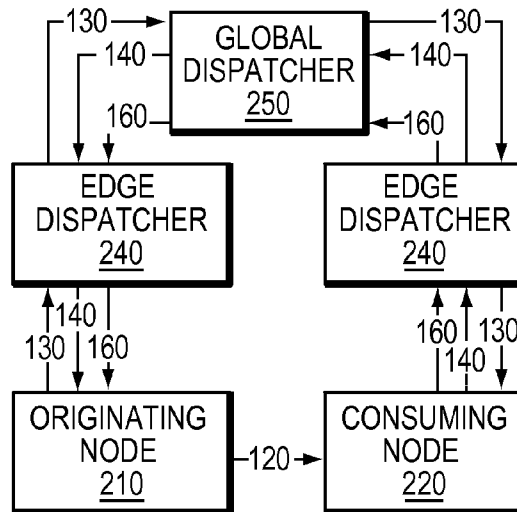 130
GLOBAL
DISPATCHER
250
130
140
140
160
160
EDGE
DISPATCHER
240
EDGE
DISPATCHER
240
130
140
160
160
140
130
ORIGINATING
NODE
210
120
CONSUMING
NODE
220